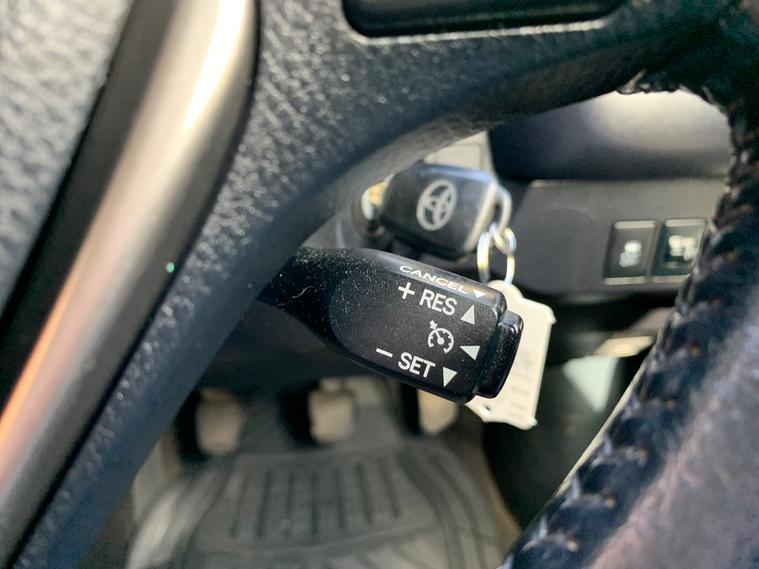 CANCEL
+ RES
- SET